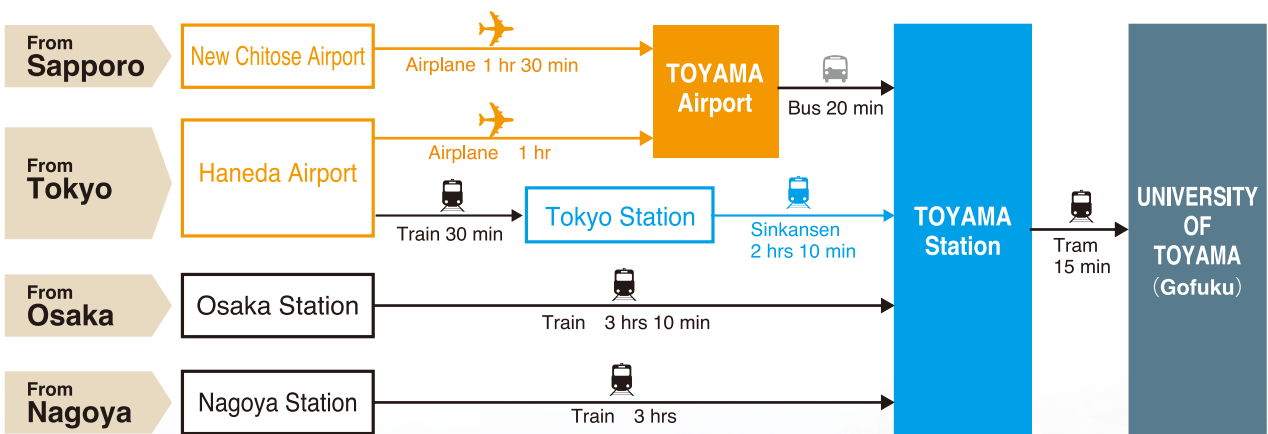 From
Sapporo
New Chitose Airport
Airplane 1 hr 30 min
TOYAMA
Airport
Bus 20 min
From
Tokyo
Haneda Airport
Airplane 1 hr
Train 30 min
Tokyo Station
Sinkansen
2 hrs 10 min
From
Osaka
Osaka Station
Train 3 hrs 10 min
From
Nagoya
Nagoya Station
Train 3 hrs
TOYAMA
Station
Tram
15 min
UNIVERSITY
OF
TOYAMA
（Gofuku）